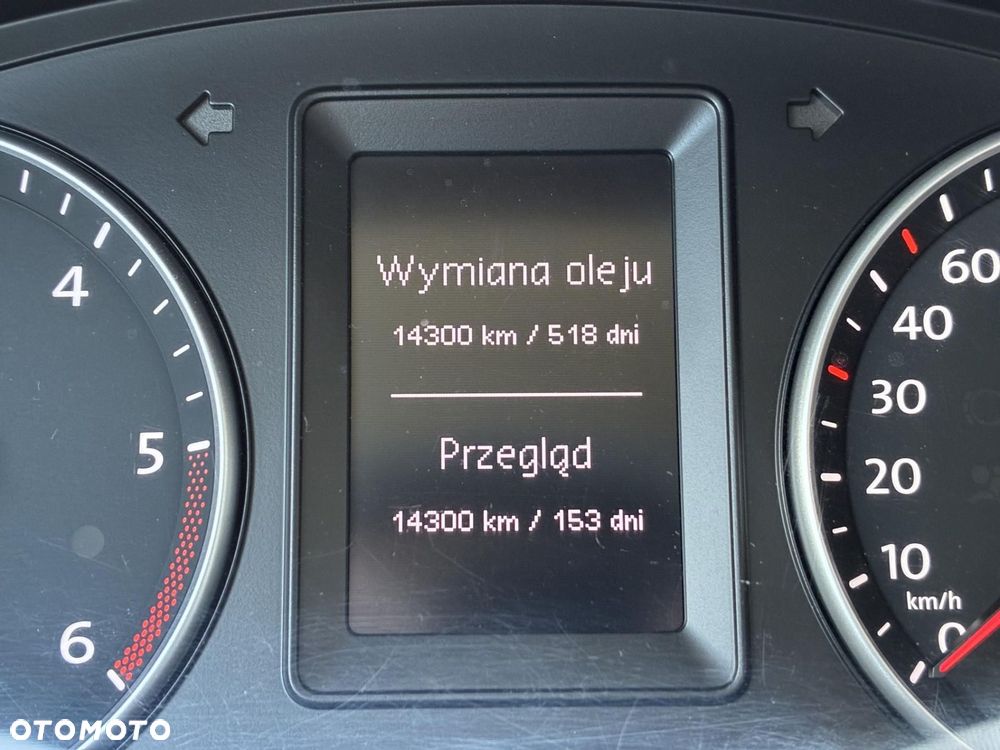 Wymiana oleju
14300 km / 518 dni
Przegląd
14300 km / 153 dni
4
5
6
60
40
30
20
10
km/h
0
OTOMOTO